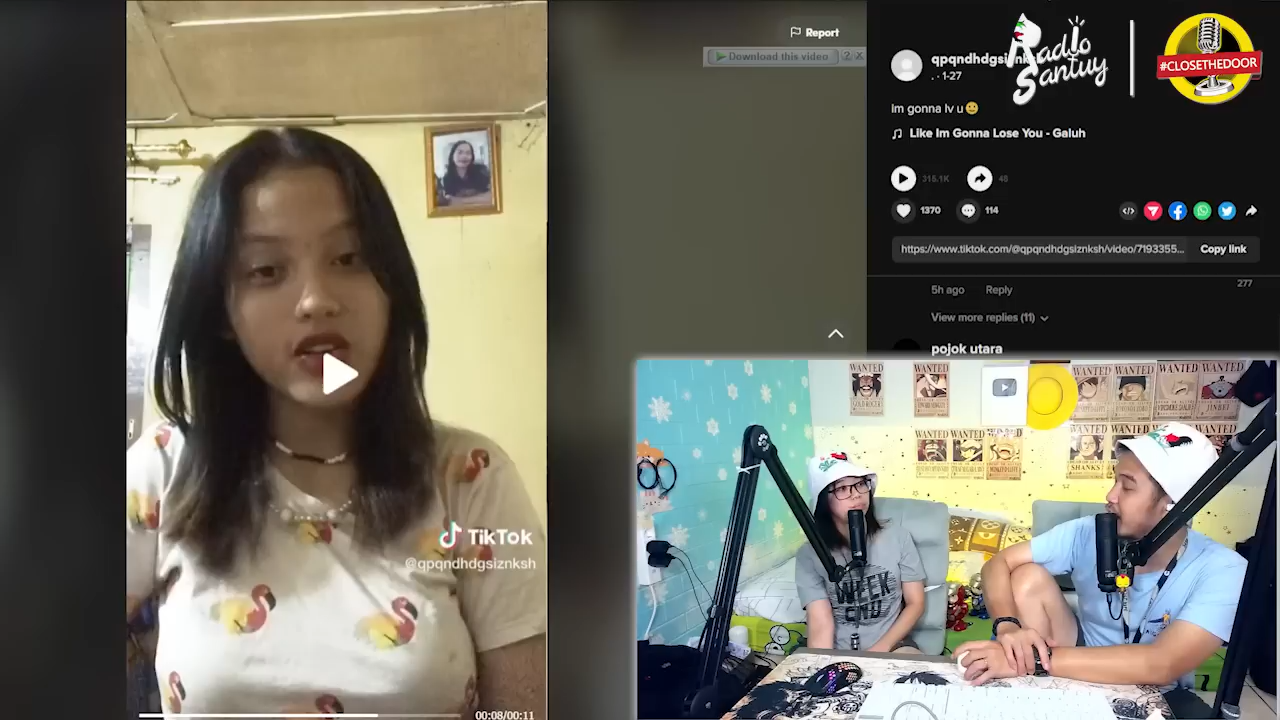 Report
Download this video
? X
qpqndhdgsiznksh
. · 1-27
Radio Santuy
#CLOSETHEDOOR
Im gonna lv u
Like Im Gonna Lose You - Galuh
315.1K
48
1370
114
https://www.tiktok.com/@qpqndhdgsiznksh/video/7193355...
Copy link
277
5h ago
Reply
View more replies (11)
pojok utara
TikTok
@qpqndhdgsiznksh
00:08/00:11
WANTED
WANTED
WANTED
WANTED
WANTED
WANTED
WANTED
WANTED
WANTED
WANTED
SHANKS
JINBE
WEEK
END